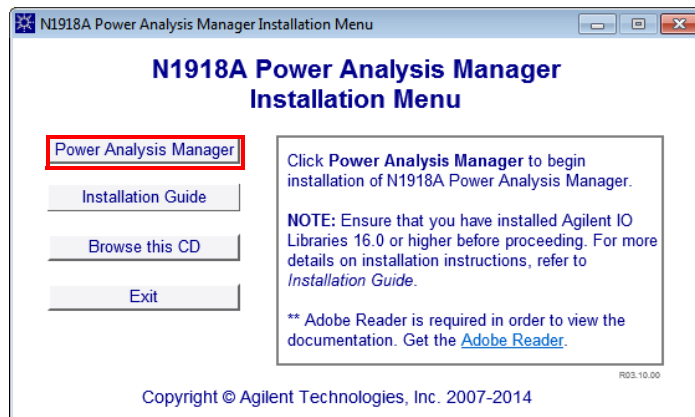 N1918A Power Analysis Manager Installation Menu
N1918A Power Analysis Manager
Installation Menu
Power Analysis Manager
Installation Guide
Browse this CD
Exit
Click Power Analysis Manager to begin
installation of N1918A Power Analysis Manager.
NOTE: Ensure that you have installed Agilent IO
Libraries 16.0 or higher before proceeding. For more
details on installation instructions, refer to
Installation Guide.
** Adobe Reader is required in order to view the
documentation. Get the Adobe Reader.
R03.10.00
Copyright © Agilent Technologies, Inc. 2007-2014